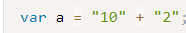 var a = "10" + "2";